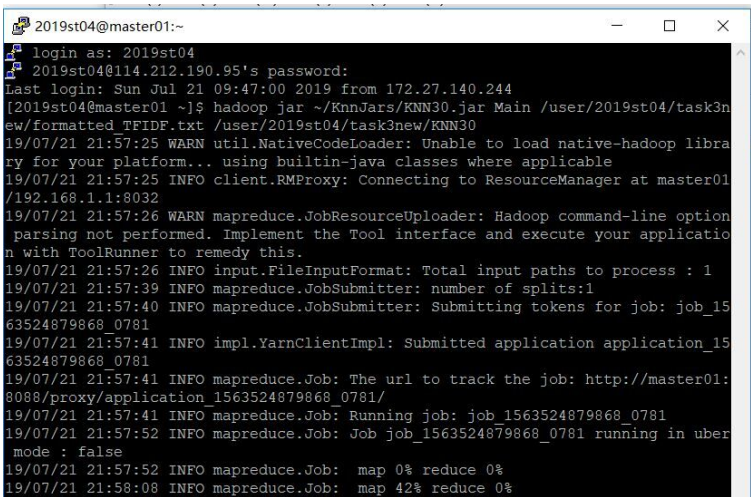 2019st04@master01:~
login as: 2019st04
2019st04@114.212.190.95's password:
Last login: Sun Jul 21 09:47:00 2019 from 172.27.140.244
[2019st04@master01 ~]$ hadoop jar ~/KnnJars/KNN30.jar Main /user/2019st04/task3n
ew/formatted_TFIDF.txt /user/2019st04/task3new/KNN30
19/07/21 21:57:25 WARN util.NativeCodeLoader: Unable to load native-hadoop libra
ry for your platform... using builtin-java classes where applicable
19/07/21 21:57:25 INFO client.RMProxy: Connecting to ResourceManager at master01
/192.168.1.1:8032
19/07/21 21:57:26 WARN mapreduce.JobResourceUploader: Hadoop command-line option
 parsing not performed. Implement the Tool interface and execute your applicatio
n with ToolRunner to remedy this.
19/07/21 21:57:26 INFO input.FileInputFormat: Total input paths to process : 1
19/07/21 21:57:39 INFO mapreduce.JobSubmitter: number of splits:1
19/07/21 21:57:40 INFO mapreduce.JobSubmitter: Submitting tokens for job: job_15
63524879868_0781
19/07/21 21:57:41 INFO impl.YarnClientImpl: Submitted application application_15
63524879868_0781
19/07/21 21:57:41 INFO mapreduce.Job: The url to track the job: http://master01:
8088/proxy/application_1563524879868_0781/
19/07/21 21:57:41 INFO mapreduce.Job: Running job: job_1563524879868_0781
19/07/21 21:57:52 INFO mapreduce.Job: Job job_1563524879868_0781 running in uber
 mode : false
19/07/21 21:57:52 INFO mapreduce.Job:  map 0% reduce 0%
19/07/21 21:58:08 INFO mapreduce.Job:  map 42% reduce 0%